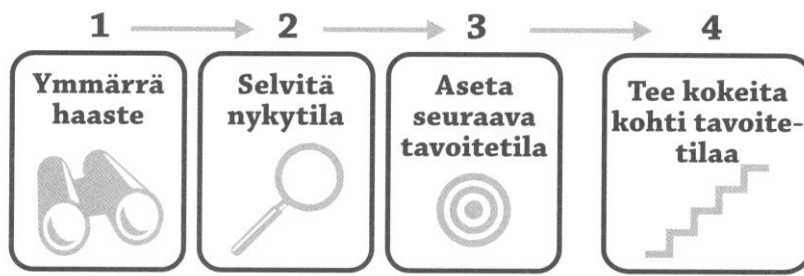 1 2 3 4
Ymmärrä
haaste
Selvitä
nykytila
Aseta
seuraava
tavoitetila
Tee kokeita
kohti tavoite-
tilaa